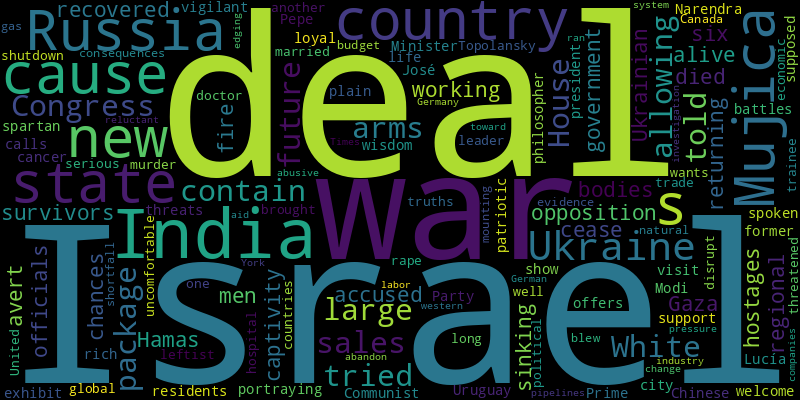 recovered vigilant another country Narendra system
gas Russia Pepe loyal budget Minister Topolansky ran Canada six supposed
shutdown consequences married life president Ukrainian allowing alive
cause doctor José plain working House government died Mujica economic
Congress deal Germany philosopher told battles
spartan new fire future arms wisdom leader toward investigation returning trainee
calls reluctant Times
cancer serious murder abusive wants trade
state contain war truths patriotic bodies s spoken
survivors threats brought mounting evidence opposition natural former
India aid rape uncomfortable cease Ukraine disrupt threatened
avert officials chances shortfall package York captivity countries show visit Modi Gaza hostages regional
United Hamas one men accused labor Party German well offers support pressure
rich hospital large western long sinking political blew White Lucía companies
leftist sales abandon industry
exhibit global portraying tried Communist Uruguay change city
residents pipelines Prime Chinese welcome
edging
Israel